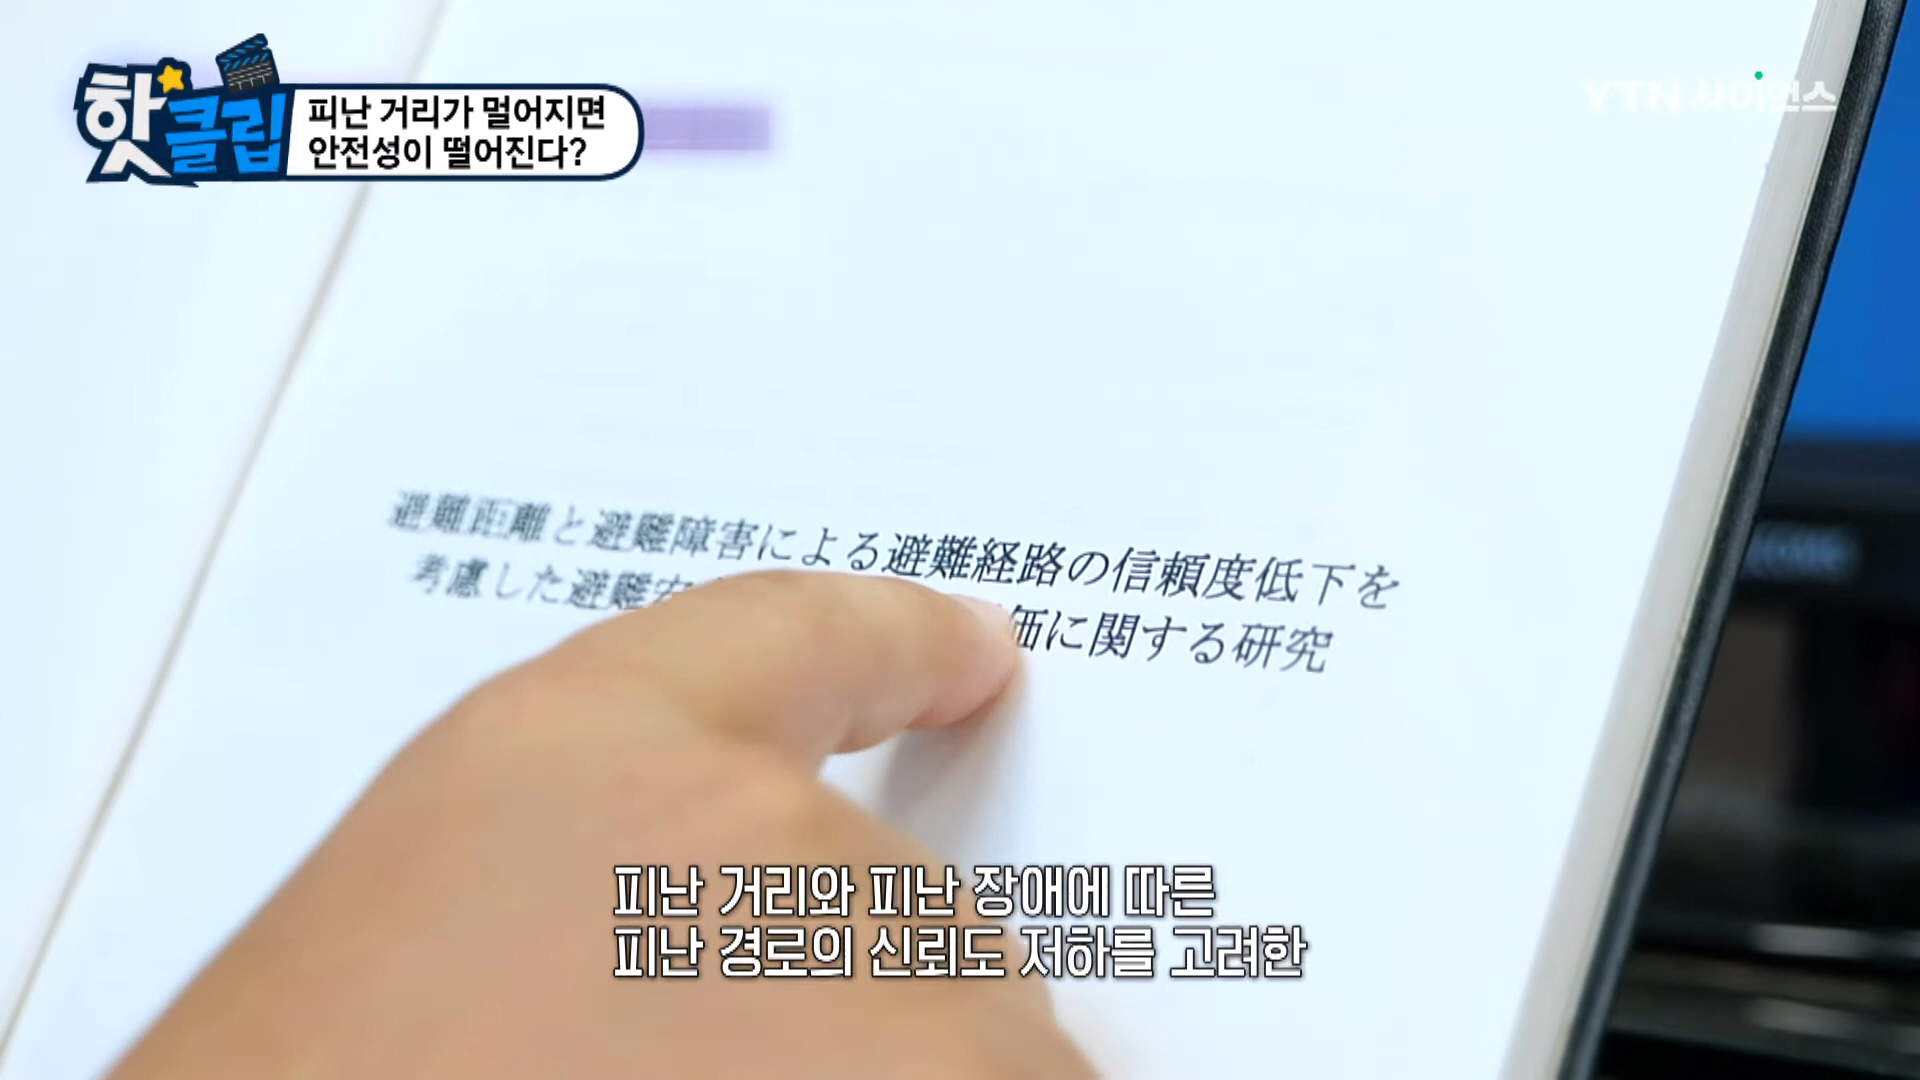 핫클립
피난 거리가 멀어지면
안전성이 떨어진다?
YTN 사이언스
避難距離と避難障害による避難経路の信頼度低下を
考慮した避難安 価に関する研究
피난 거리와 피난 장애에 따른
피난 경로의 신뢰도 저하를 고려한